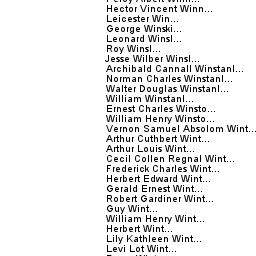 Hector Vincent Winn...
Leicester Win...
George Winski...
Leonard Winsl...
Roy Winsl...
Jesse Wilber Winsl...
Archibald Cannall Winstanl...
Norman Charles Winstanl...
Walter Douglas Winstanl...
William Winstanl...
Ernest Charles Winsto...
William Henry Winsto...
Vernon Samuel Absolom Wint...
Arthur Cuthbert Wint...
Arthur Louis Wint...
Cecil Collen Regnal Wint...
Frederick Charles Wint...
Herbert Edward Wint...
Gerald Ernest Wint...
Robert Gardiner Wint...
Guy Wint...
William Henry Wint...
Herbert Wint...
Lily Kathleen Wint...
Levi Lot Wint...